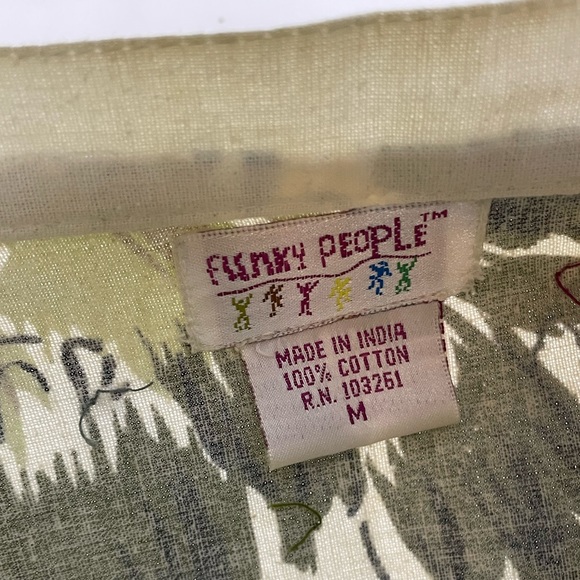 funky PEOPLE™
MADE IN INDIA
100% COTTON
R.N. 103261
M